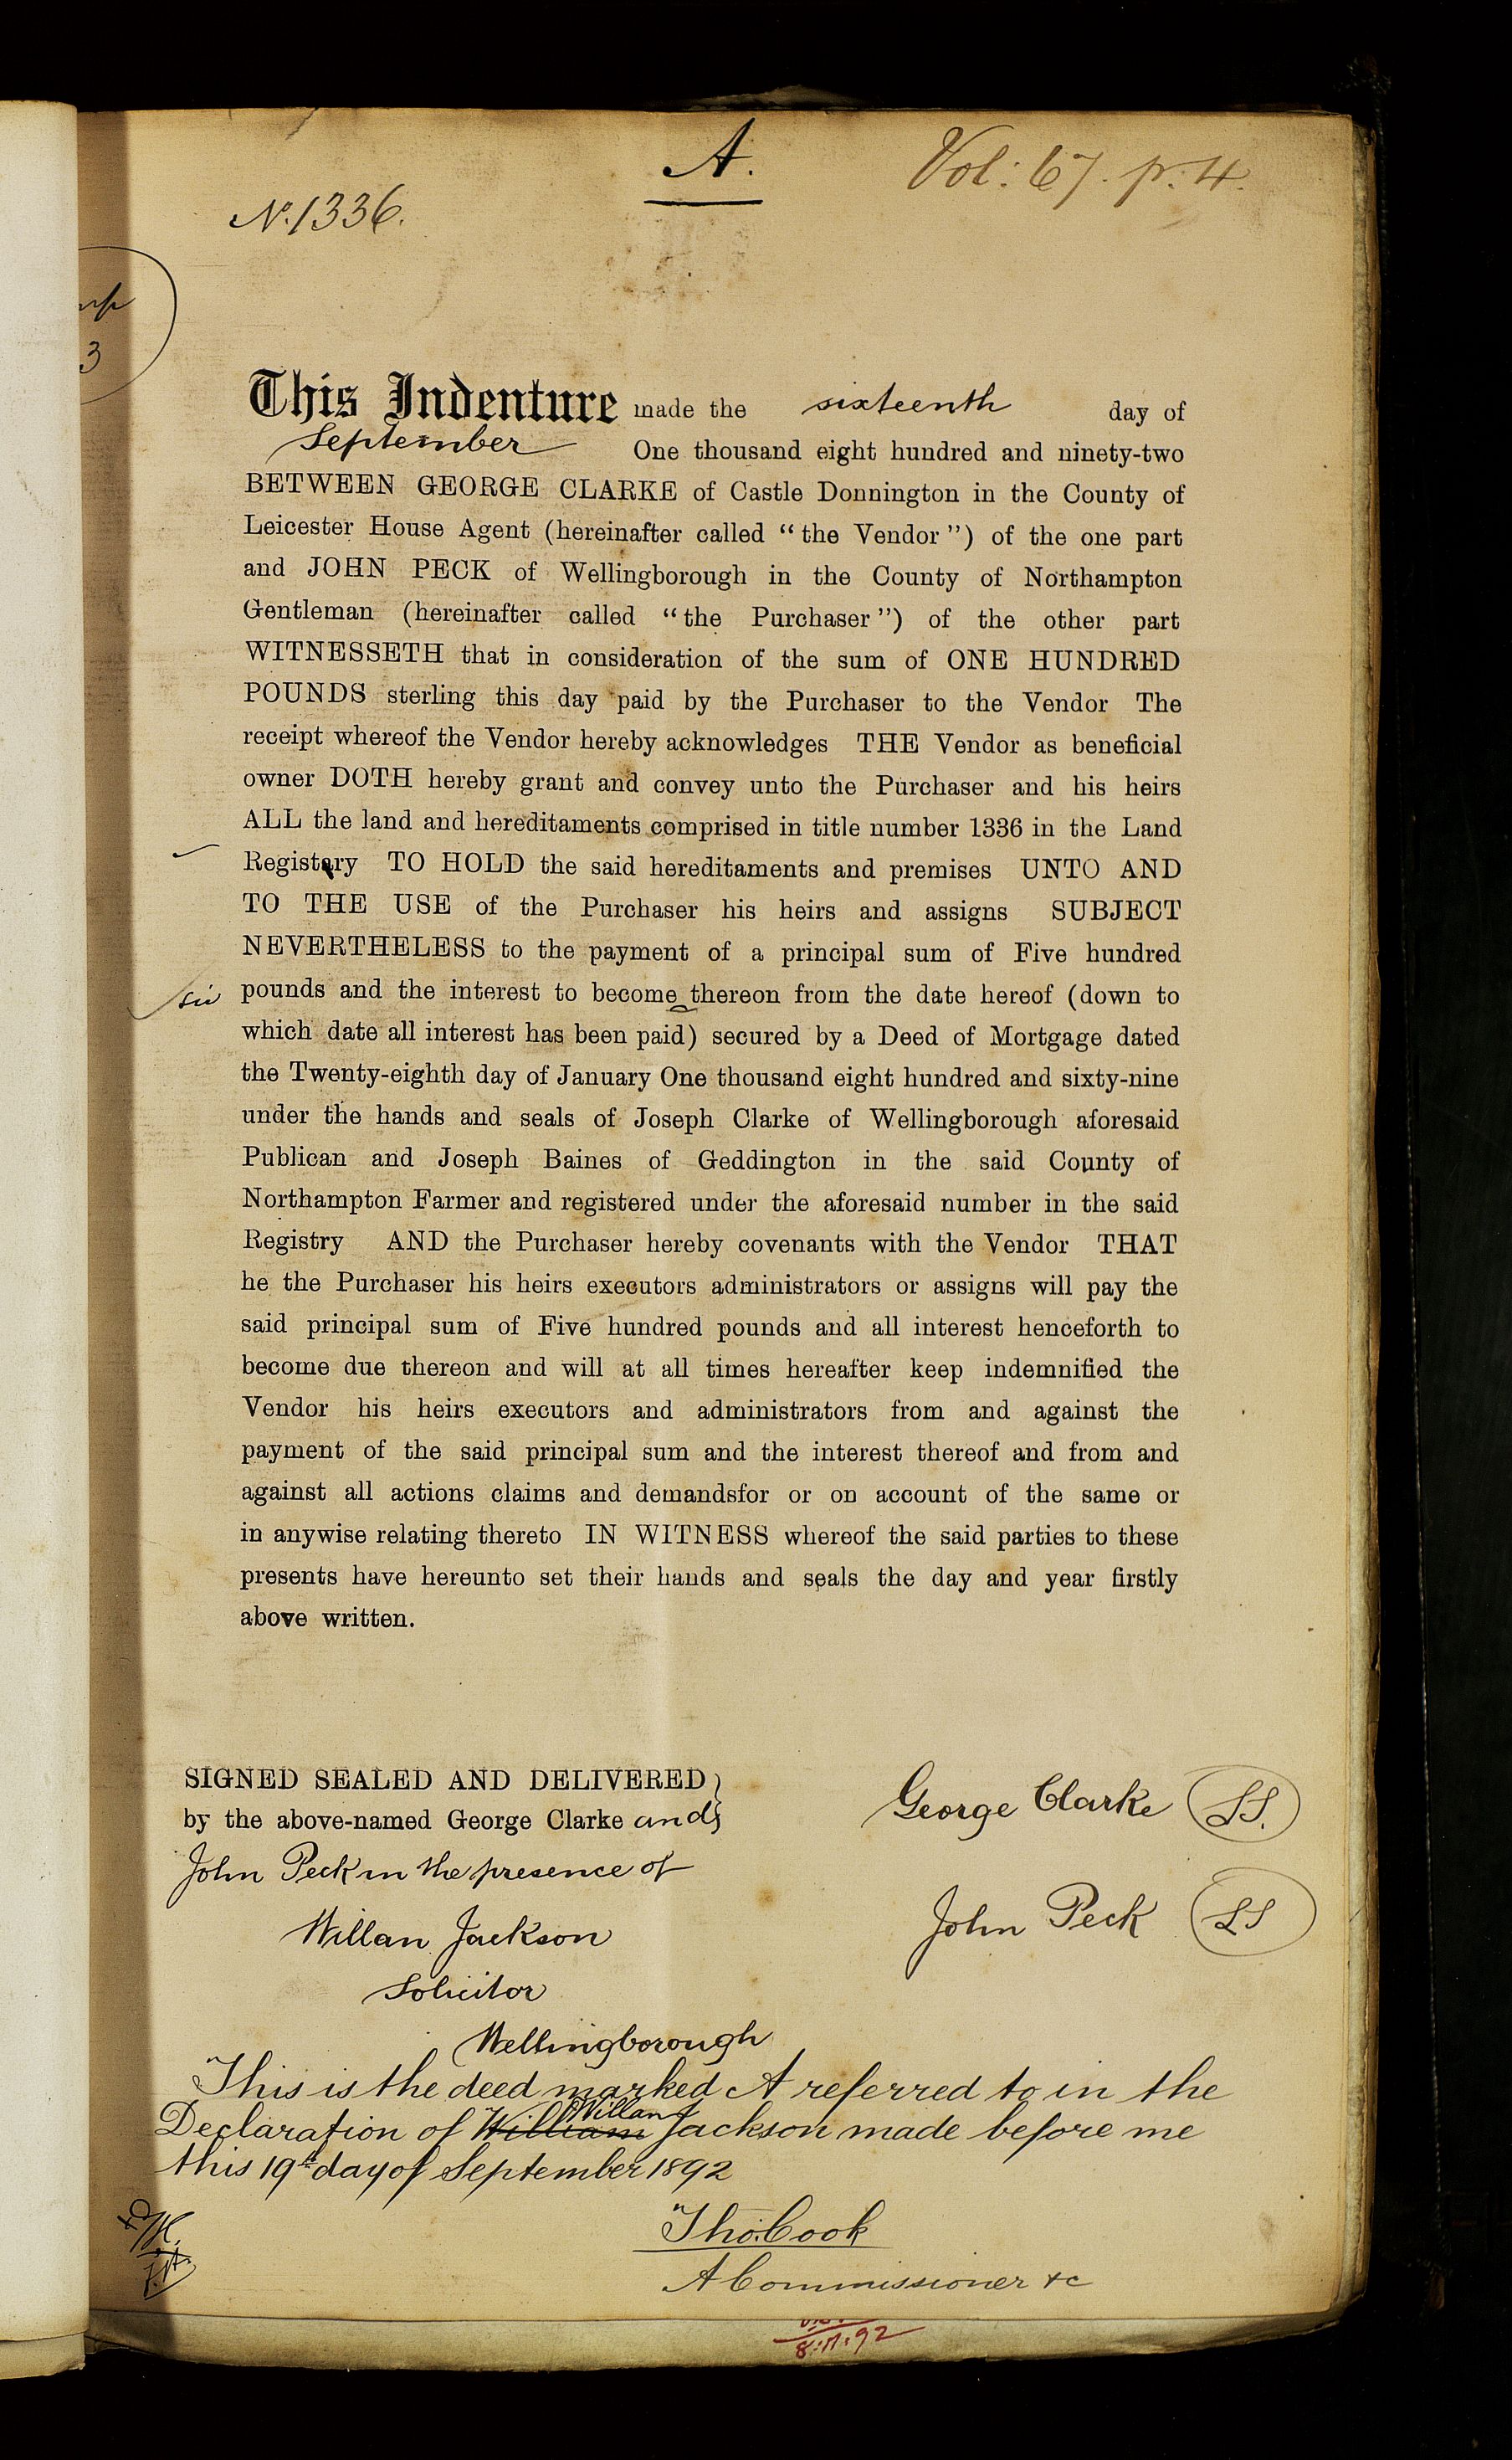 A.
Vol: 67. p. 4.
No. 1336.
3
This Indenture made the sixteenth day of
September One thousand eight hundred and ninety-two
BETWEEN GEORGE CLARKE of Castle Donnington in the County of
Leicester House Agent (hereinafter called “the Vendor”) of the one part
and JOHN PECK of Wellingborough in the County of Northampton
Gentleman (hereinafter called “the Purchaser”) of the other part
WITNESSETH that in consideration of the sum of ONE HUNDRED
POUNDS sterling this day paid by the Purchaser to the Vendor The
receipt whereof the Vendor hereby acknowledges THE Vendor as beneficial
owner DOTH hereby grant and convey unto the Purchaser and his heirs
ALL the land and hereditaments comprised in title number 1336 in the Land
Registry TO HOLD the said hereditaments and premises UNTO AND
TO THE USE of the Purchaser his heirs and assigns SUBJECT
NEVERTHELESS to the payment of a principal sum of Five hundred
sic pounds and the interest to become thereon from the date hereof (down to
which date all interest has been paid) secured by a Deed of Mortgage dated
the Twenty-eighth day of January One thousand eight hundred and sixty-nine
under the hands and seals of Joseph Clarke of Wellingborough aforesaid
Publican and Joseph Baines of Geddington in the said County of
Northampton Farmer and registered under the aforesaid number in the said
Registry AND the Purchaser hereby covenants with the Vendor THAT
he the Purchaser his heirs executors administrators or assigns will pay the
said principal sum of Five hundred pounds and all interest henceforth to
become due thereon and will at all times hereafter keep indemnified the
Vendor his heirs executors and administrators from and against the
payment of the said principal sum and the interest thereof and from and
against all actions claims and demandsfor or on account of the same or
in anywise relating thereto IN WITNESS whereof the said parties to these
presents have hereunto set their hands and seals the day and year firstly
above written.
SIGNED SEALED AND DELIVERED
by the above-named George Clarke and
John Peck in the presence of
Willan Jackson
Solicitor
Wellingborough
George Clarke LS.
John Peck LS
This is the deed marked A referred to in the
Declaration of William Willan Jackson made before me
this 19th day of September 1892
Tho. Cook
A Commissioner &c
8:11:92